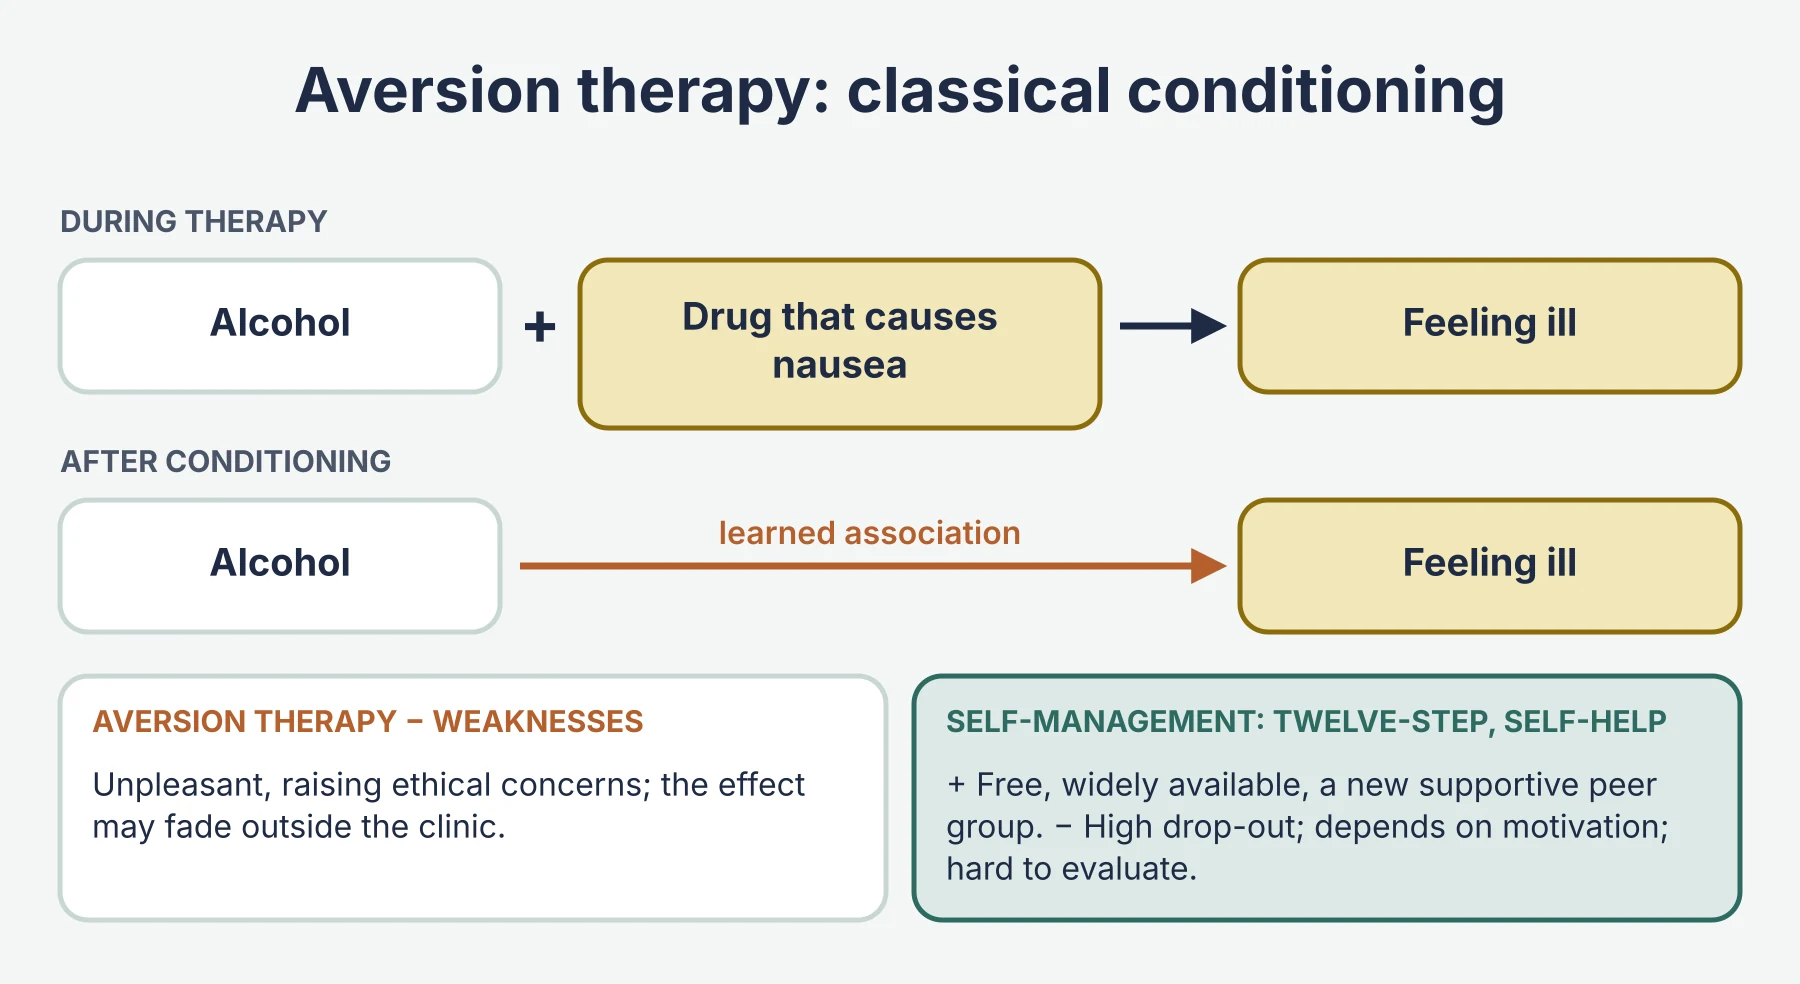 Aversion therapy: classical conditioning
DURING THERAPY
Alcohol
+
Drug that causes
nausea
Feeling ill
AFTER CONDITIONING
Alcohol
learned association
Feeling ill
AVERSION THERAPY – WEAKNESSES
Unpleasant, raising ethical concerns; the effect
may fade outside the clinic.
SELF-MANAGEMENT: TWELVE-STEP, SELF-HELP
+ Free, widely available, a new supportive peer
group. – High drop-out; depends on motivation;
hard to evaluate.